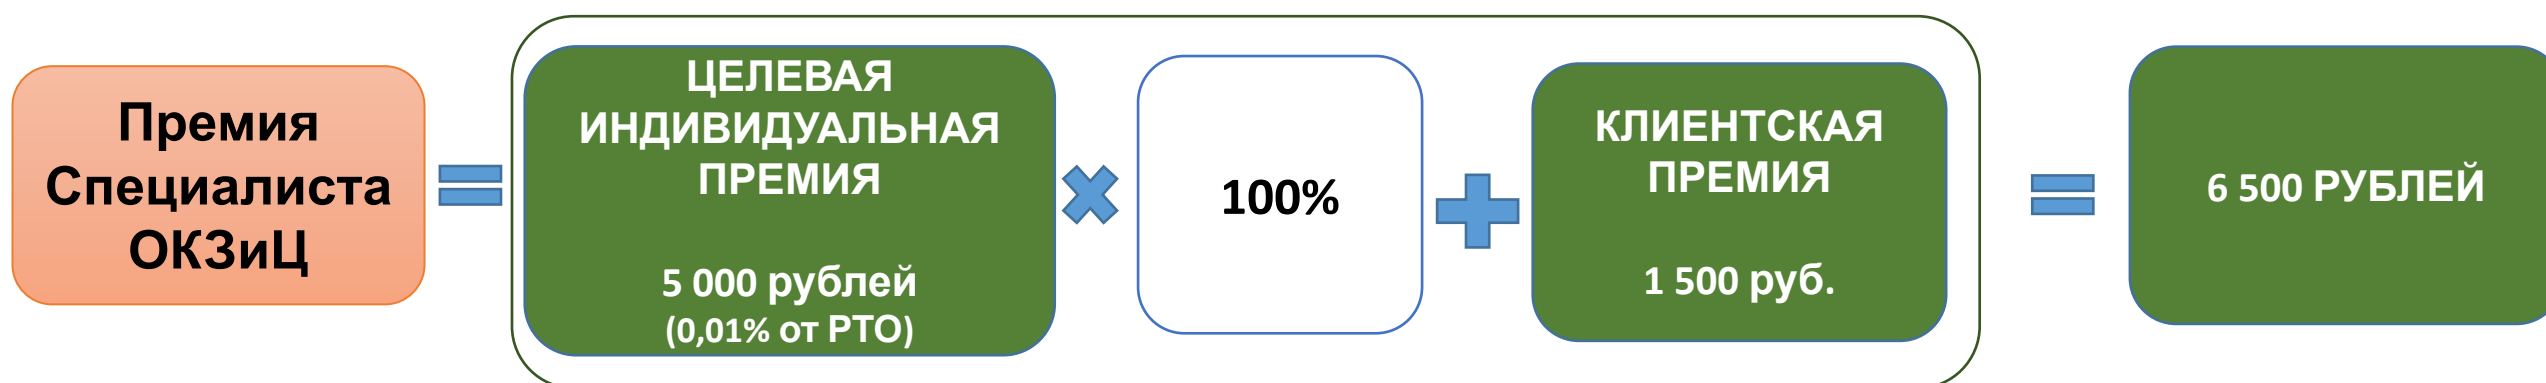 Премия
Специалиста
ОКЗиЦ
ЦЕЛЕВАЯ
ИНДИВИДУАЛЬНАЯ
ПРЕМИЯ
5 000 рублей
(0,01% от РТО)
100%
КЛИЕНТСКАЯ
ПРЕМИЯ
1 500 руб.
6 500 РУБЛЕЙ